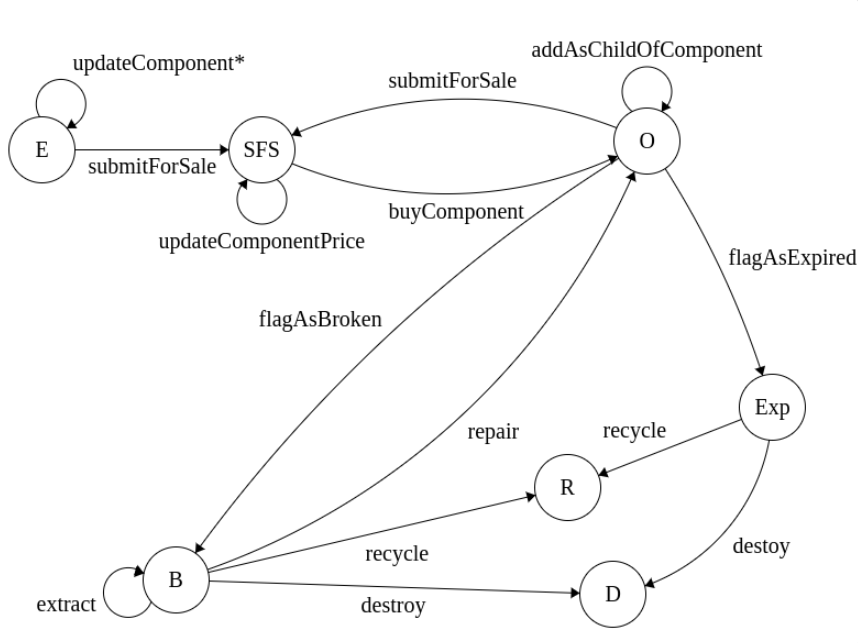 addAsChildOfComponent
updateComponent*
submitForSale
E
SFS
O
submitForSale
buyComponent
updateComponentPrice
flagAsExpired
flagAsBroken
Exp
repair
recycle
R
recycle
destoy
B
D
extract
destroy